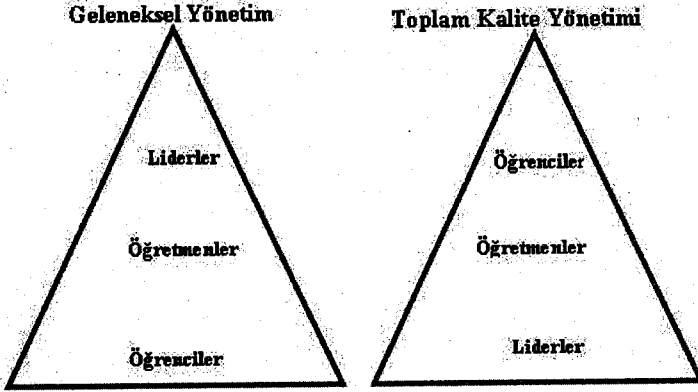 Geleneksel Yönetim
Liderler
Öğretmenler
Öğrenciler
Toplam Kalite Yönetimi
Öğrenciler
Öğretmenler
Liderler